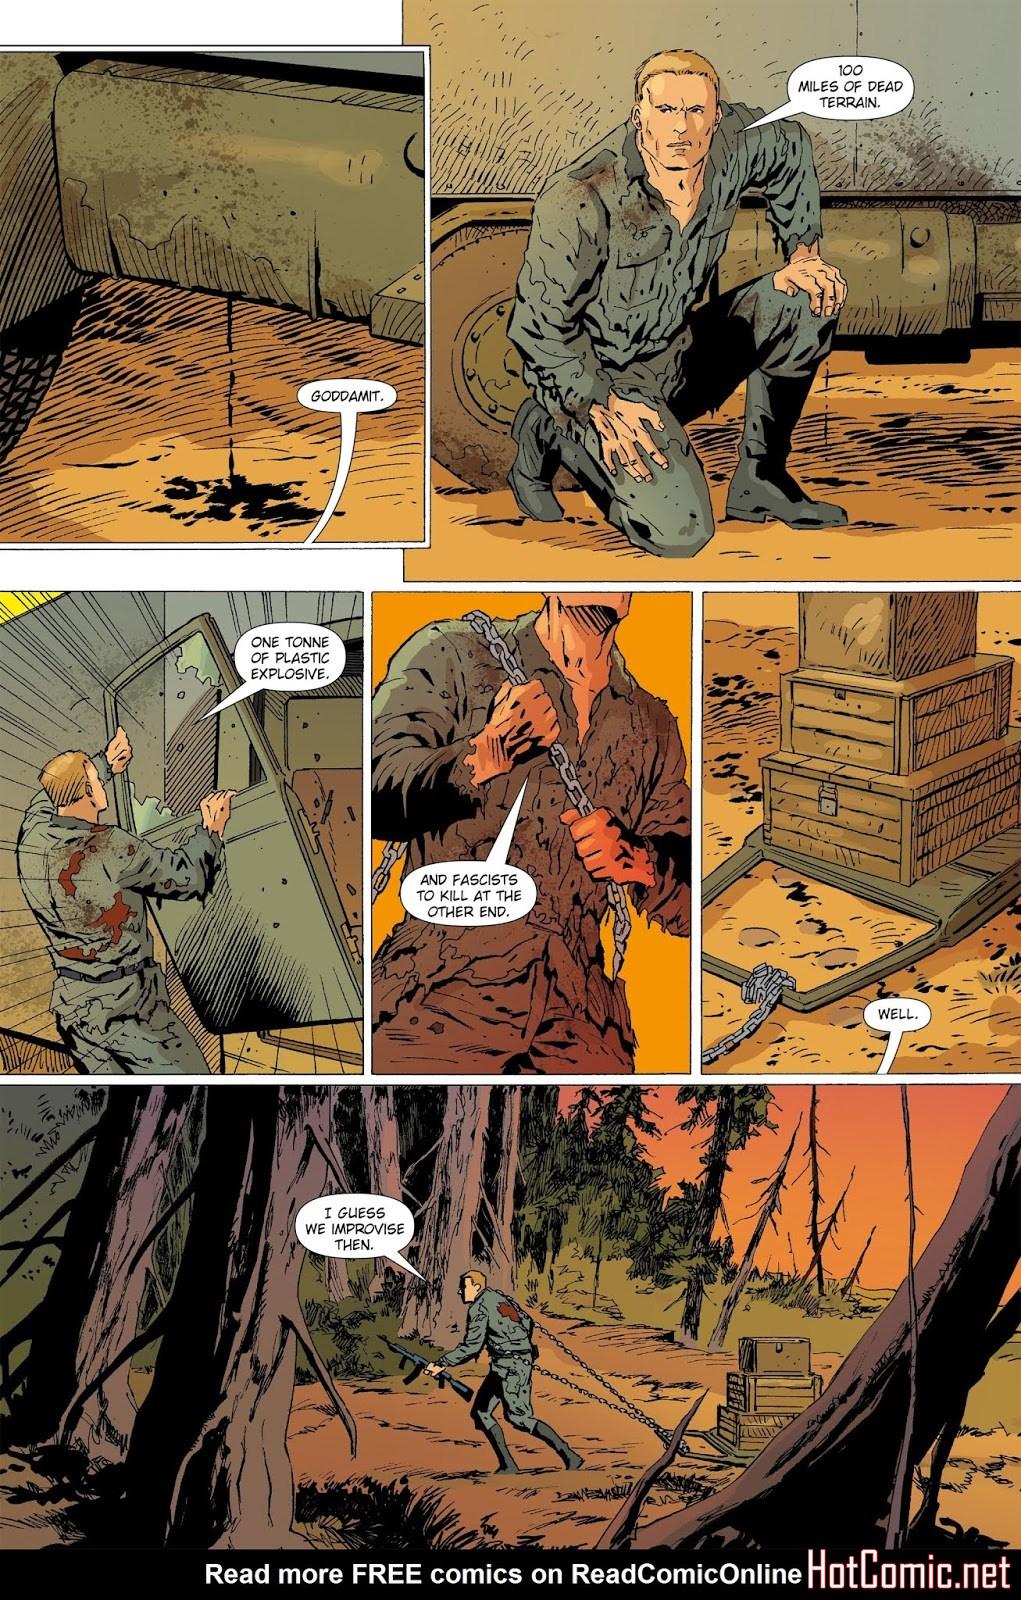 GODDAMIT.
100
MILES OF DEAD
TERRAIN.
ONE TONNE
OF PLASTIC
EXPLOSIVE.
AND FASCISTS
TO KILL AT THE
OTHER END.
WELL.
I GUESS
WE IMPROVISE
THEN.
Read more FREE comics on ReadComicOnline
HotComic.net